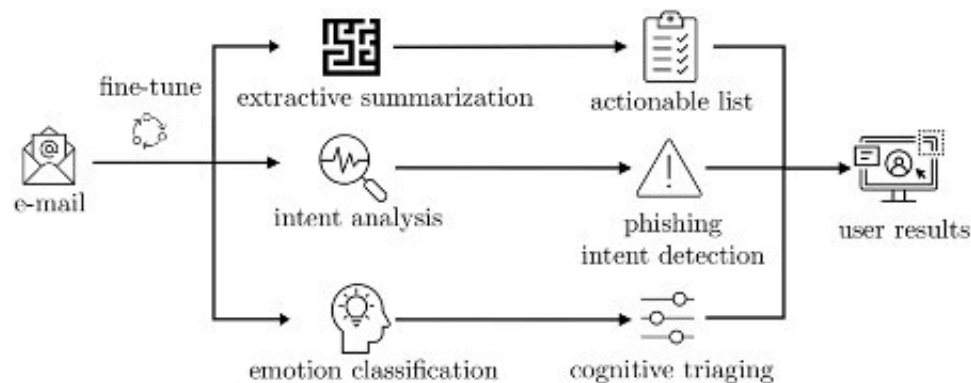 fine-tune
@
e-mail
extractive summarization
actionable list
intent analysis
phishing
intent detection
user results
emotion classification
cognitive triaging